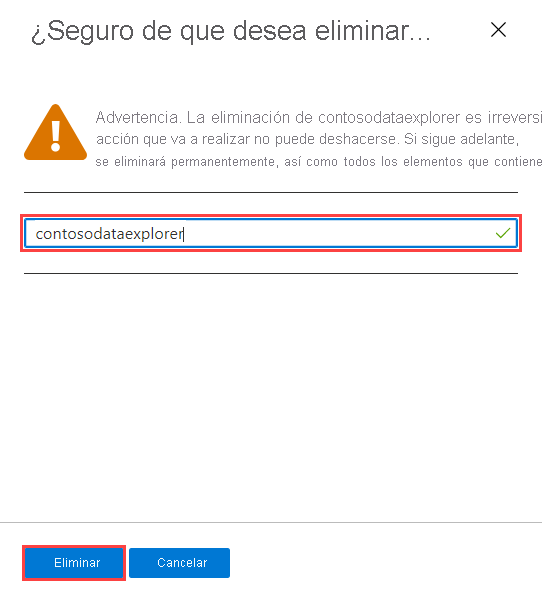 ¿Seguro de que desea eliminar...
Advertencia. La eliminación de contosodataexplorer es irreversi
acción que va a realizar no puede deshacerse. Si sigue adelante,
se eliminará permanentemente, así como todos los elementos que contiene
contosodataexplorer
Eliminar Cancelar